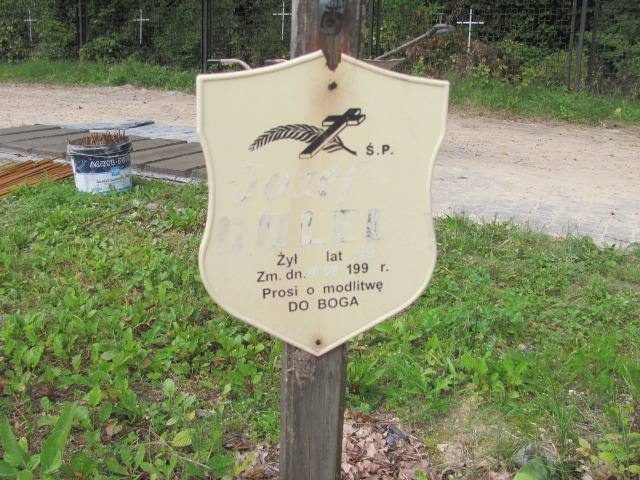 Ś.P.
Józef
Żył lat
Zm. dn. 199 r.
Prosi o modlitwę
DO BOGA